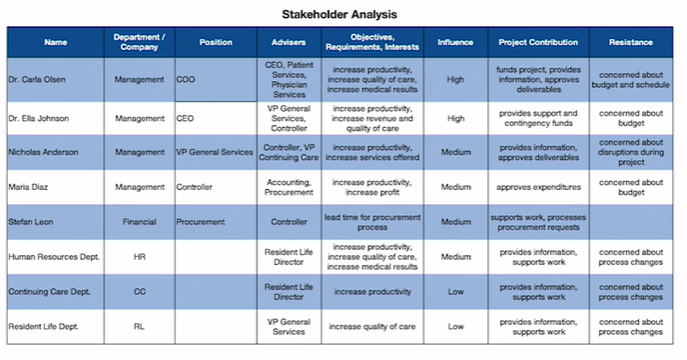 Stakeholder Analysis
Name
Department /
Company
Position
Advisers
Objectives,
Requirements, Interests
Influence
Project Contribution
Resistance
Dr. Carla Olsen
Management
COO
CEO, Patient
Services,
Physician
Services
increase productivity,
increase quality of care,
increase medical results
High
funds project, provides
information, approves
deliverables
concerned about
budget and schedule
Dr. Ella Johnson
Management
CEO
VP General
Services,
Controller
increase productivity,
increase revenue and
quality of care
High
provides support and
contingency funds
concerned about
budget
Nicholas Anderson
Management
VP General Services
Controller, VP
Continuing Care
increase productivity,
increase services offered
Medium
provides information,
approves deliverables
concerned about
disruptions during
project
Maria Diaz
Management
Controller
Accounting,
Procurement
increase productivity,
increase profit
Medium
approves expenditures
concerned about
budget
Stefan Leon
Financial
Procurement
Controller
lead time for procurement
process
Medium
supports work, processes
procurement requests
Human Resources Dept.
HR
Resident Life
Director
increase productivity,
increase quality of care,
increase medical results
Medium
provides information,
supports work
concerned about
process changes
Continuing Care Dept.
CC
Resident Life
Director
increase productivity
Low
provides information,
supports work
concerned about
process changes
Resident Life Dept.
RL
VP General
Services
increase quality of care
Low
provides information,
supports work
concerned about
process changes